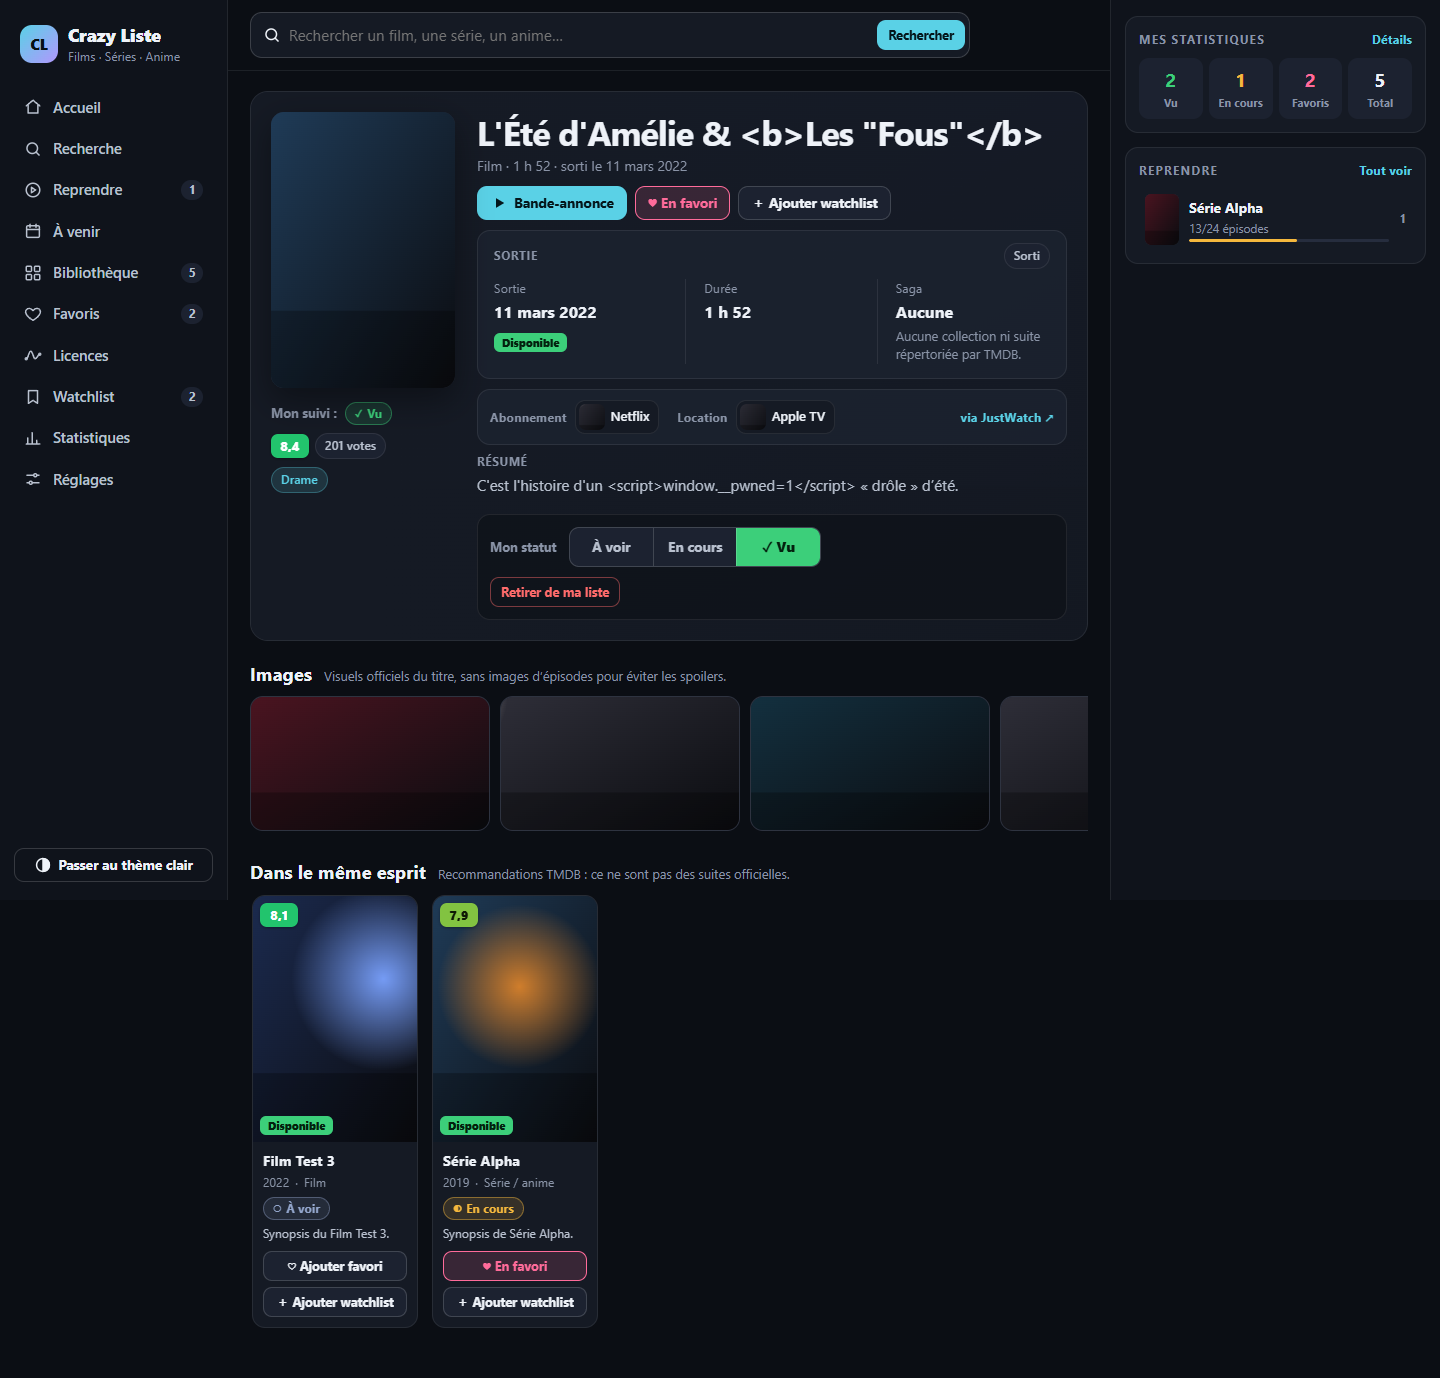 CL
Crazy Liste
Films · Séries · Anime
Accueil
Recherche
Reprendre 1
À venir
Bibliothèque 5
Favoris 2
Licences
Watchlist 2
Statistiques
Réglages
Passer au thème clair
Rechercher un film, une série, un anime...
Rechercher
L'Été d'Amélie & <b>Les "Fous"</b>
Film · 1 h 52 · sorti le 11 mars 2022
▶ Bande-annonce
♥ En favori
+ Ajouter watchlist
SORTIE
Sorti
Sortie
11 mars 2022
Disponible
Durée
1 h 52
Saga
Aucune
Aucune collection ni suite
répertoriée par TMDB.
Mon suivi : ✓ Vu
8,4 201 votes
Drame
Abonnement Netflix Location Apple TV via JustWatch ↗
RÉSUMÉ
C'est l'histoire d'un <script>window.__pwned=1</script> « drôle » d'été.
Mon statut À voir En cours ✓ Vu
Retirer de ma liste
Images Visuels officiels du titre, sans images d'épisodes pour éviter les spoilers.
Dans le même esprit Recommandations TMDB : ce ne sont pas des suites officielles.
8,1
Disponible
Film Test 3
2022 · Film
○ À voir
Synopsis du Film Test 3.
♡ Ajouter favori
+ Ajouter watchlist
7,9
Disponible
Série Alpha
2019 · Série / anime
◐ En cours
Synopsis de Série Alpha.
♥ En favori
+ Ajouter watchlist
MES STATISTIQUES Détails
2 1 2 5
Vu En cours Favoris Total
REPRENDRE Tout voir
Série Alpha
13/24 épisodes
1